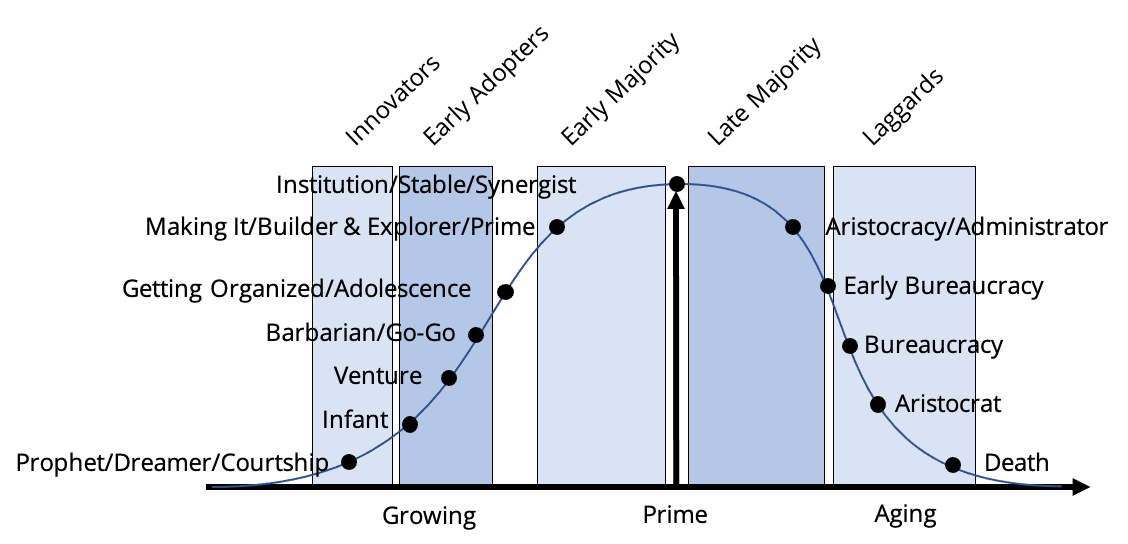 Innovators
Early Adopters
Early Majority
Late Majority
Laggards
Institution/Stable/Synergist
Making It/Builder & Explorer/Prime
Aristocracy/Administrator
Getting Organized/Adolescence
Early Bureaucracy
Barbarian/Go-Go
Bureaucracy
Venture
Aristocrat
Infant
Prophet/Dreamer/Courtship
Death
Growing
Prime
Aging